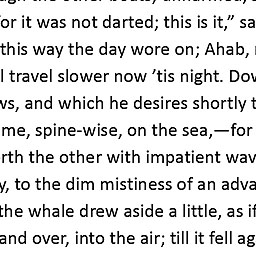 or it was not darted; this is it,” sa
this way the day wore on; Ahab,
l travel slower now ’tis night. Dov
ws, and which he desires shortly t
me, spine-wise, on the sea,—for
rth the other with impatient wav
y, to the dim mistiness of an adva
the whale drew aside a little, as if
and over, into the air; till it fell ag